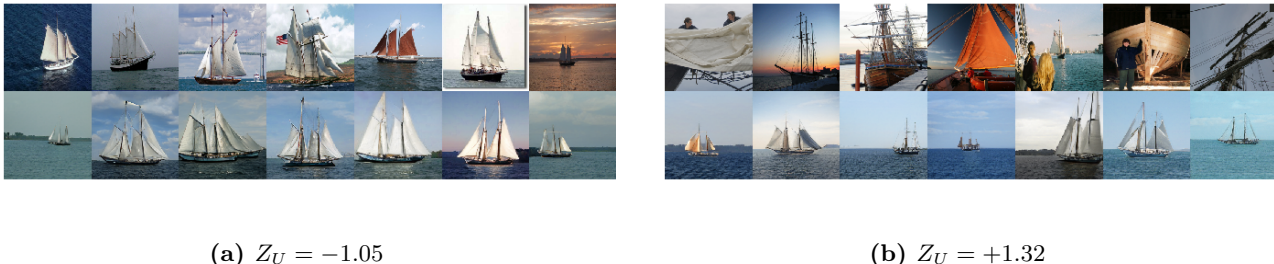 (a) Z_U = −1.05
(b) Z_U = +1.32